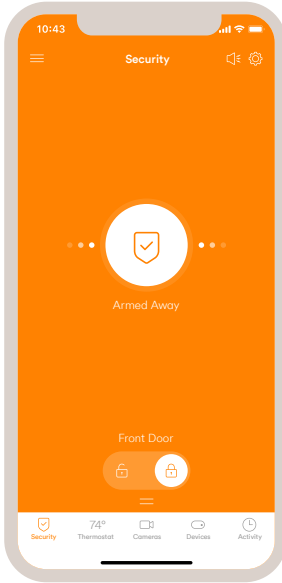 10:43
Security
Armed Away
Front Door
74°
Security Thermostat Cameras Devices Activity